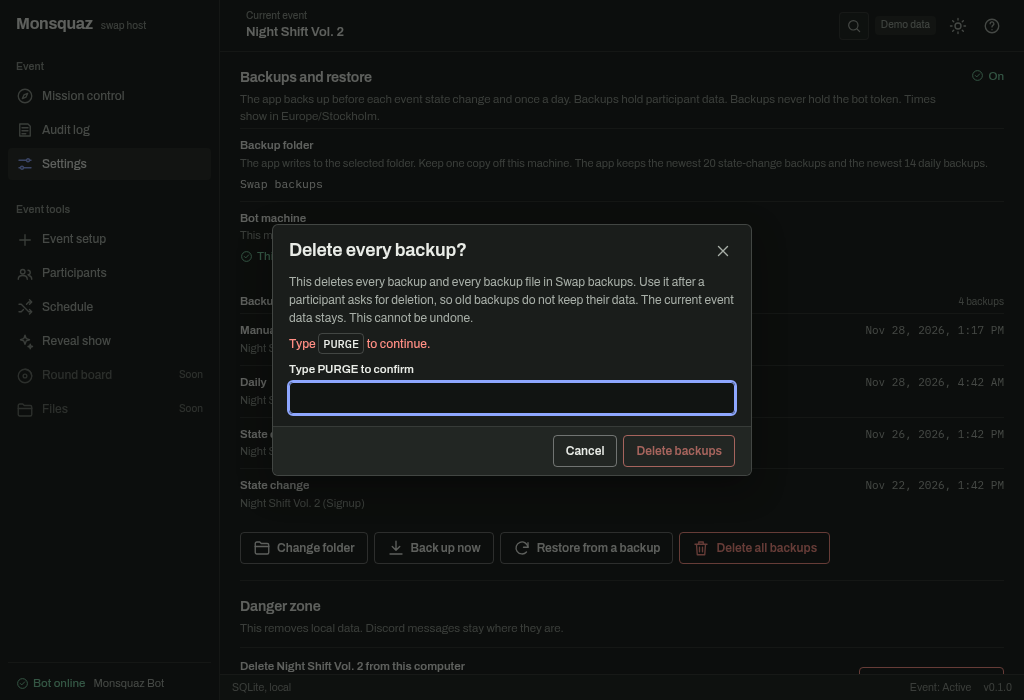 Monsquaz swap host
Event
Mission control
Audit log
Settings
Event tools
Event setup
Participants
Schedule
Reveal show
Round board Soon
Files Soon
Bot online Monsquaz Bot
Current event
Night Shift Vol. 2
Demo data
Backups and restore
On
The app backs up before each event state change and once a day. Backups hold participant data. Backups never hold the bot token. Times
show in Europe/Stockholm.
Backup folder
The app writes to the selected folder. Keep one copy off this machine. The app keeps the newest 20 state-change backups and the newest 14 daily backups.
Swap backups
Bot machine
4 backups
Nov 28, 2026, 1:17 PM
Daily
Nov 28, 2026, 4:42 AM
Nov 26, 2026, 1:42 PM
State change
Nov 22, 2026, 1:42 PM
Night Shift Vol. 2 (Signup)
Delete every backup?
This deletes every backup and every backup file in Swap backups. Use it after a
participant asks for deletion, so old backups do not keep their data. The current event
data stays. This cannot be undone.
Type PURGE to continue.
Type PURGE to confirm
Cancel
Delete backups
Change folder
Back up now
Restore from a backup
Delete all backups
Danger zone
This removes local data. Discord messages stay where they are.
Delete Night Shift Vol. 2 from this computer
SQLite, local
Event: Active v0.1.0